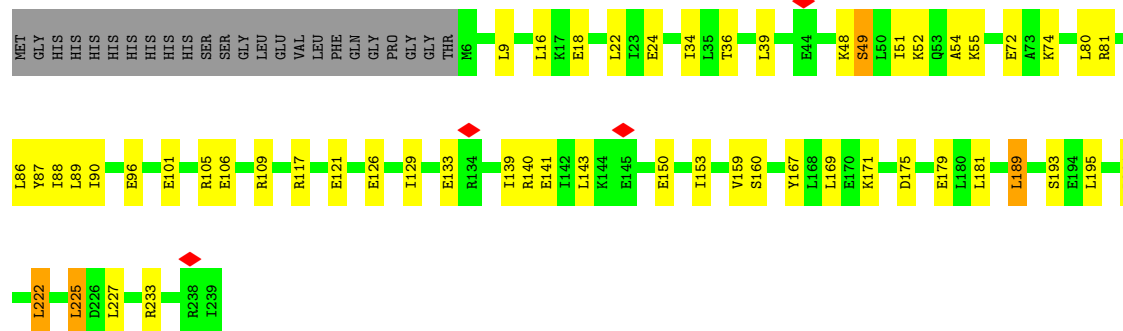 MET GLY HIS HIS HIS HIS HIS HIS HIS HIS HIS HIS SER SER GLY LEU GLU VAL LEU PHE GLN GLY PRO GLY GLY THR M6 L9 L16 K17 E18 L22 I23 E24 I34 L35 T36 L39 E44 K48 S49 L50 I51 K52 Q53 A54 K55 E72 A73 K74 L80 R81
L86 Y87 I88 L89 I90 E96 E101 R105 E106 R109 R117 E121 E126 I129 E133 R134 I139 R140 E141 I142 L143 K144 E145 E150 I153 V159 S160 Y167 L168 L169 E170 K171 D175 E179 L180 L181 L189 S193 E194 L195
L222 L225 D226 L227 R233 R238 I239